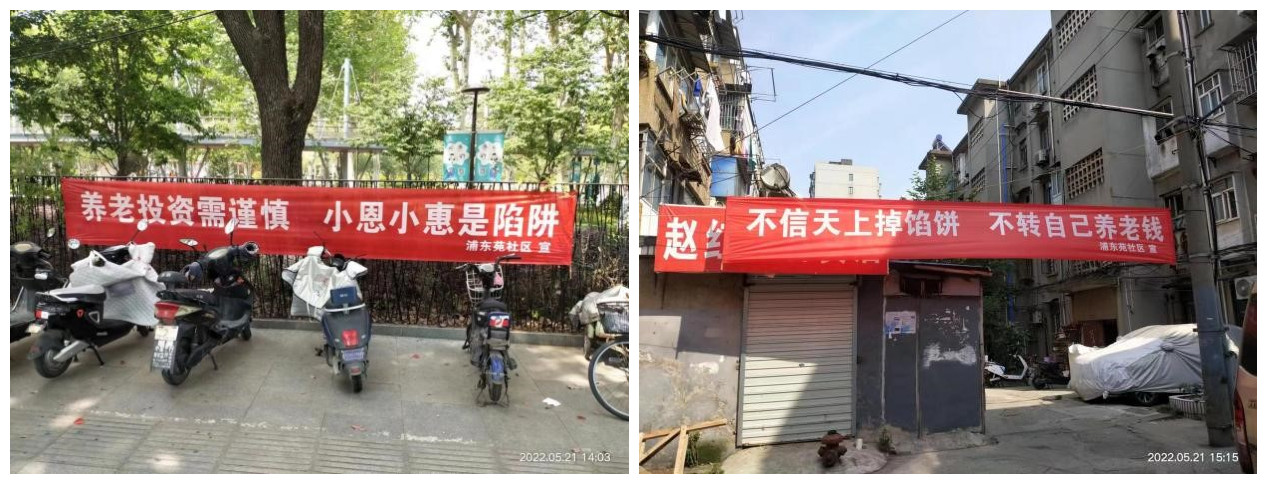 养老投资需谨慎 小恩小惠是陷阱
浦东苑社区 宣
2022.05.21 14:03
不信天上掉馅饼 不转自己养老钱
浦东苑社区 宣
赵
2022.05.21 15:15